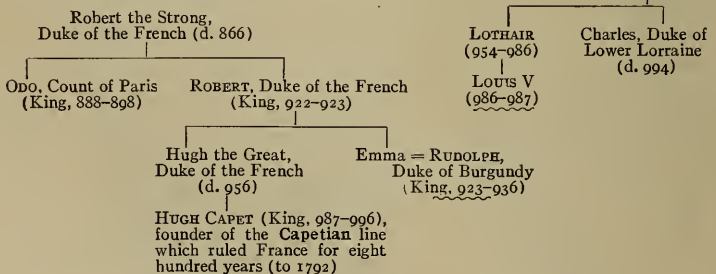 Robert the Strong,
Duke of the French (d. 866)
ODO, Count of Paris
(King, 888–898)
ROBERT, Duke of the French
(King, 922–923)
Hugh the Great,
Duke of the French
(d. 956)
Emma = RUDOLPH,
Duke of Burgundy
(King, 923–936)
HUGH CAPET (King, 987–996),
founder of the Capetian line
which ruled France for eight
hundred years (to 1792)
LOTHAIR
(954–986)
LOUIS V
(986–987)
Charles, Duke of
Lower Lorraine
(d. 994)